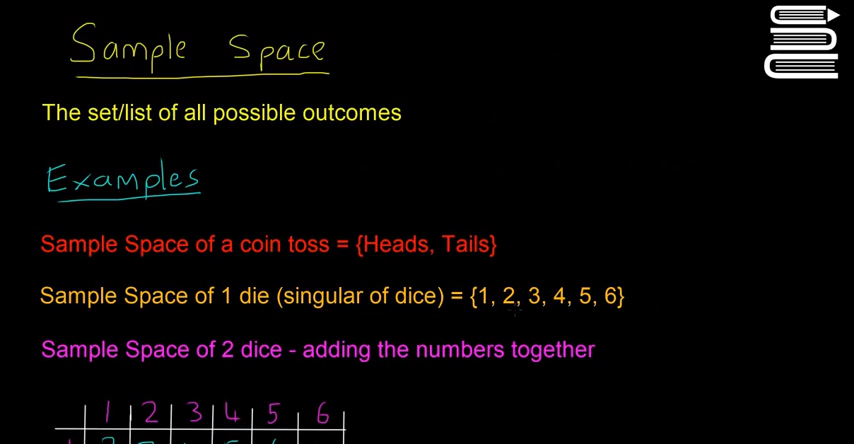 Sample Space
The set/list of all possible outcomes
Examples
Sample Space of a coin toss = {Heads, Tails}
Sample Space of 1 die (singular of dice) = {1, 2, 3, 4, 5, 6}
Sample Space of 2 dice - adding the numbers together
1 2 3 4 5 6